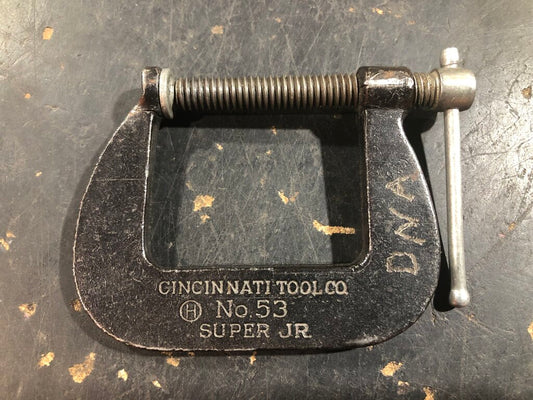 CINCINNATI TOOL CO.
H No. 53
SUPER JR.
DNA